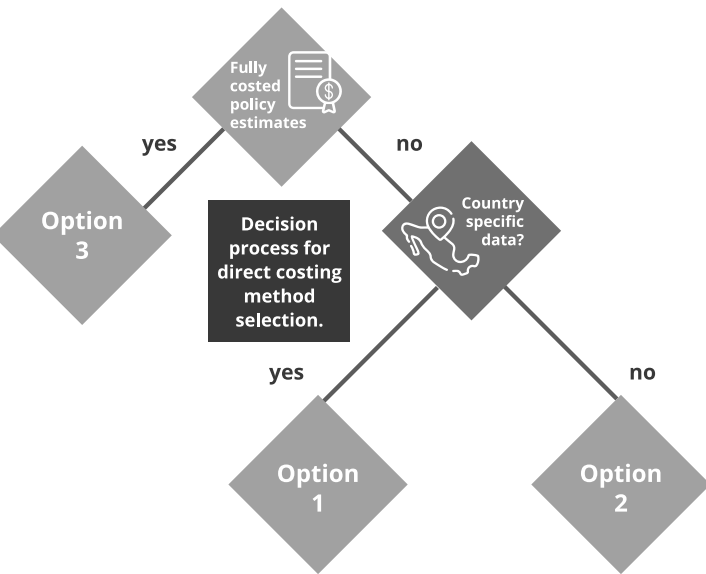 Fully
costed
policy
estimates
$
yes
no
Option
3
Decision
process for
direct costing
method
selection.
Country
specific
data?
yes
no
Option
1
Option
2